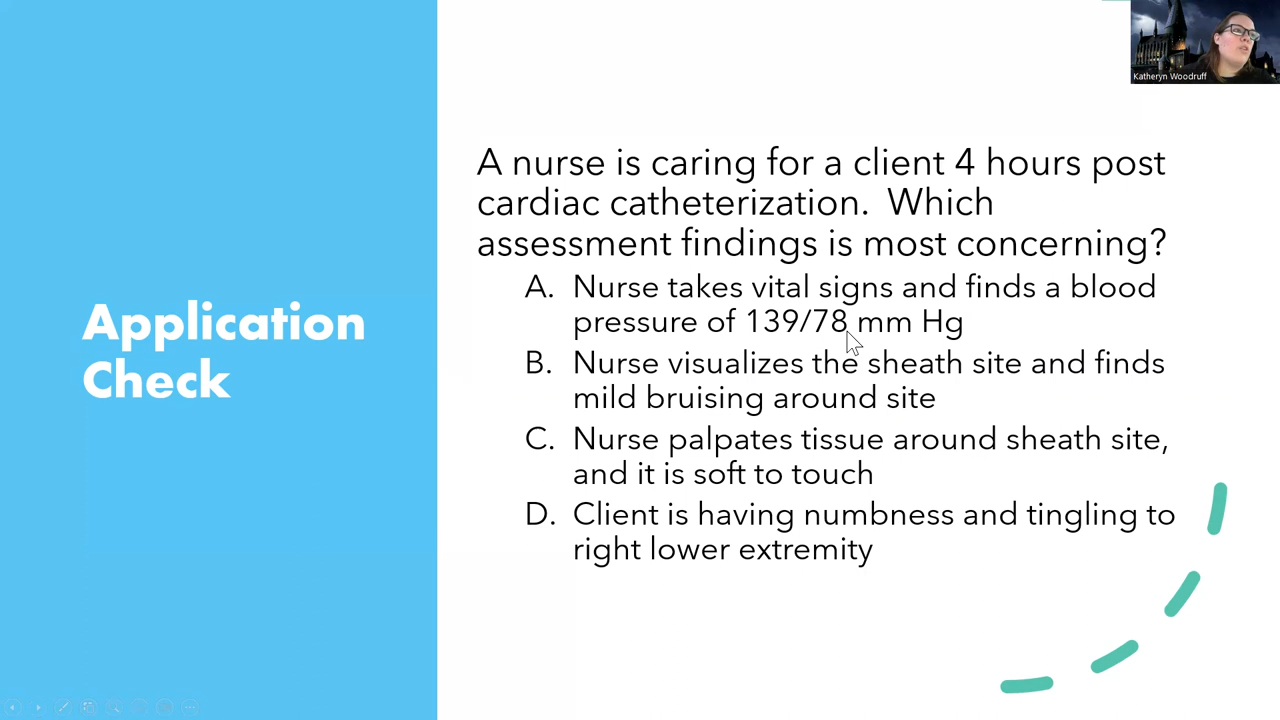 Katheryn Woodruff
Application
Check
A nurse is caring for a client 4 hours post
cardiac catheterization.  Which
assessment findings is most concerning?
A. Nurse takes vital signs and finds a blood
pressure of 139/78 mm Hg
B. Nurse visualizes the sheath site and finds
mild bruising around site
C. Nurse palpates tissue around sheath site,
and it is soft to touch
D. Client is having numbness and tingling to
right lower extremity